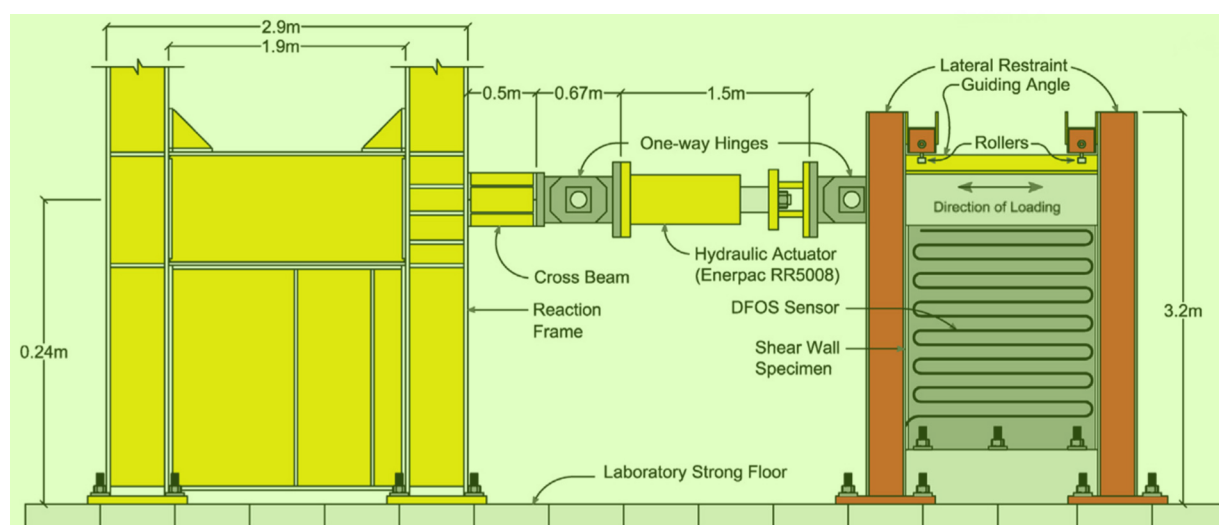 2.9m
1.9m
0.5m
0.67m
1.5m
Lateral Restraint
Guiding Angle
One-way Hinges
Rollers
Direction of Loading
Hydraulic Actuator
(Enerpac RR5008)
Cross Beam
Reaction
Frame
DFOS Sensor
Shear Wall
Specimen
3.2m
0.24m
Laboratory Strong Floor